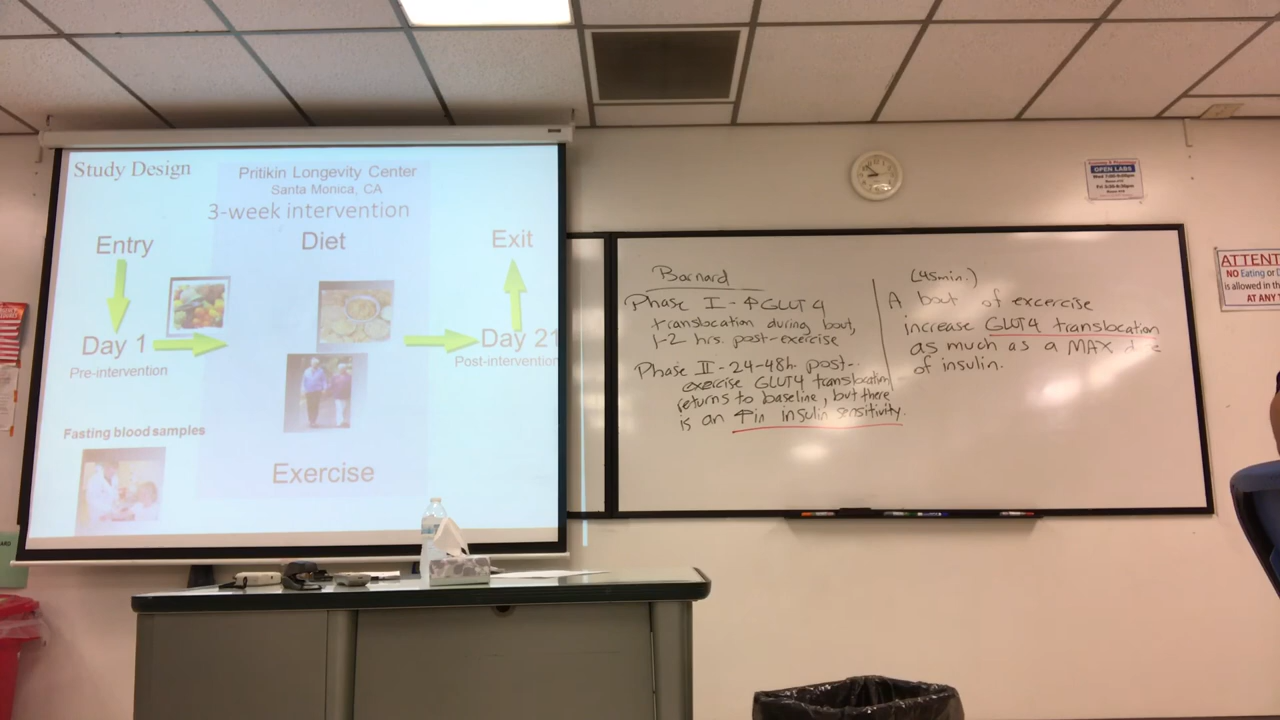 Study Design
Pritikin Longevity Center
Santa Monica, CA
3-week intervention
Entry
Diet
Exit
Day 1
Pre-intervention
Day 21
Post-intervention
Fasting blood samples
Exercise
Barnard
Phase I - ↑GLUT4
translocation during bout,
1-2 hrs. post-exercise
Phase II - 24-48h. post-
exercise GLUT4 translocation
returns to baseline, but there
is an ↑ in insulin sensitivity.
(45min.)
A bout of excercise
increase GLUT4 translocation
as much as a MAX
of insulin.
OPEN LABS
ATTENT
NO Eating or D
is allowed in th
AT ANY